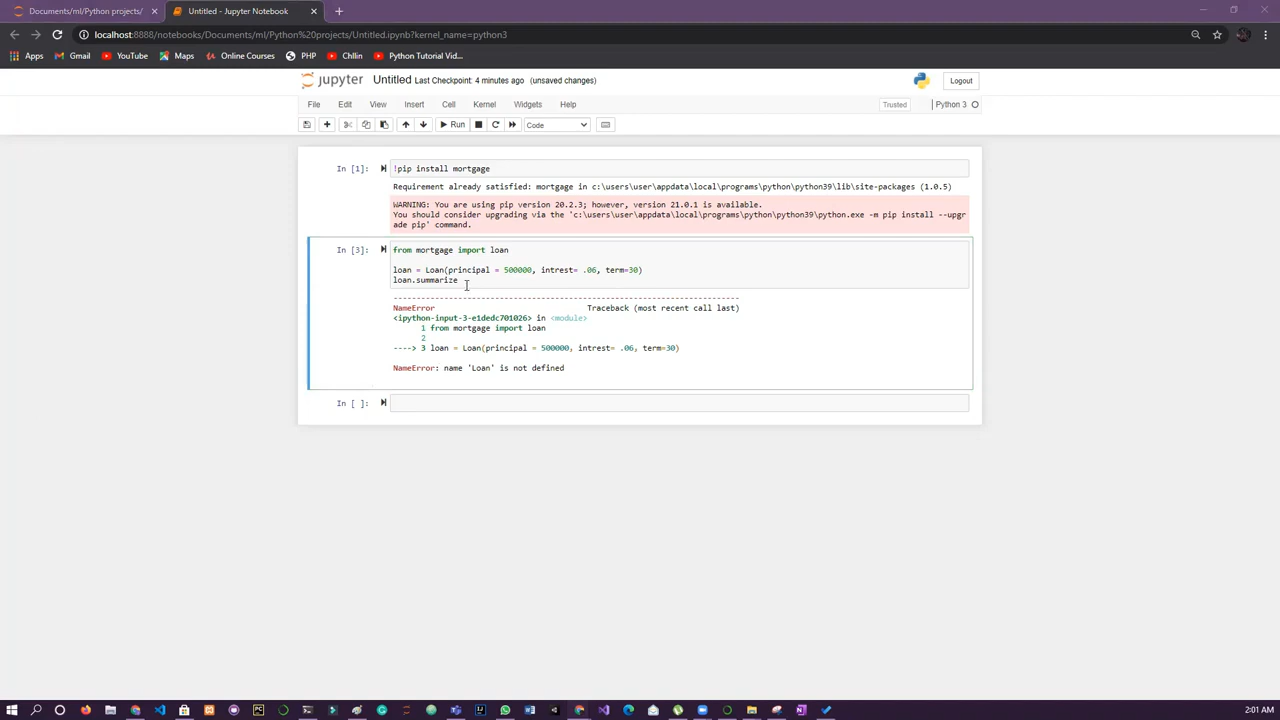 Documents/ml/Python projects/
Untitled - Jupyter Notebook
localhost:8888/notebooks/Documents/ml/Python%20projects/Untitled.ipynb?kernel_name=python3
Apps Gmail YouTube Maps Online Courses PHP Chllin Python Tutorial Vid...
jupyter Untitled Last Checkpoint: 4 minutes ago (unsaved changes)
Logout
File Edit View Insert Cell Kernel Widgets Help
Trusted
Python 3
Run
Code
In [1]: !pip install mortgage
Requirement already satisfied: mortgage in c:\users\user\appdata\local\programs\python\python39\lib\site-packages (1.0.5)
WARNING: You are using pip version 20.2.3; however, version 21.0.1 is available.
You should consider upgrading via the 'c:\users\user\appdata\local\programs\python\python39\python.exe -m pip install --upgr
ade pip' command.
In [3]: from mortgage import loan
loan = Loan(principal = 500000, intrest= .06, term=30)
loan.summarize
---------------------------------------------------------------------------
NameError Traceback (most recent call last)
<ipython-input-3-e1dedc701026> in <module>
1 from mortgage import loan
2
----> 3 loan = Loan(principal = 500000, intrest= .06, term=30)
NameError: name 'Loan' is not defined
In [ ]:
2:01 AM